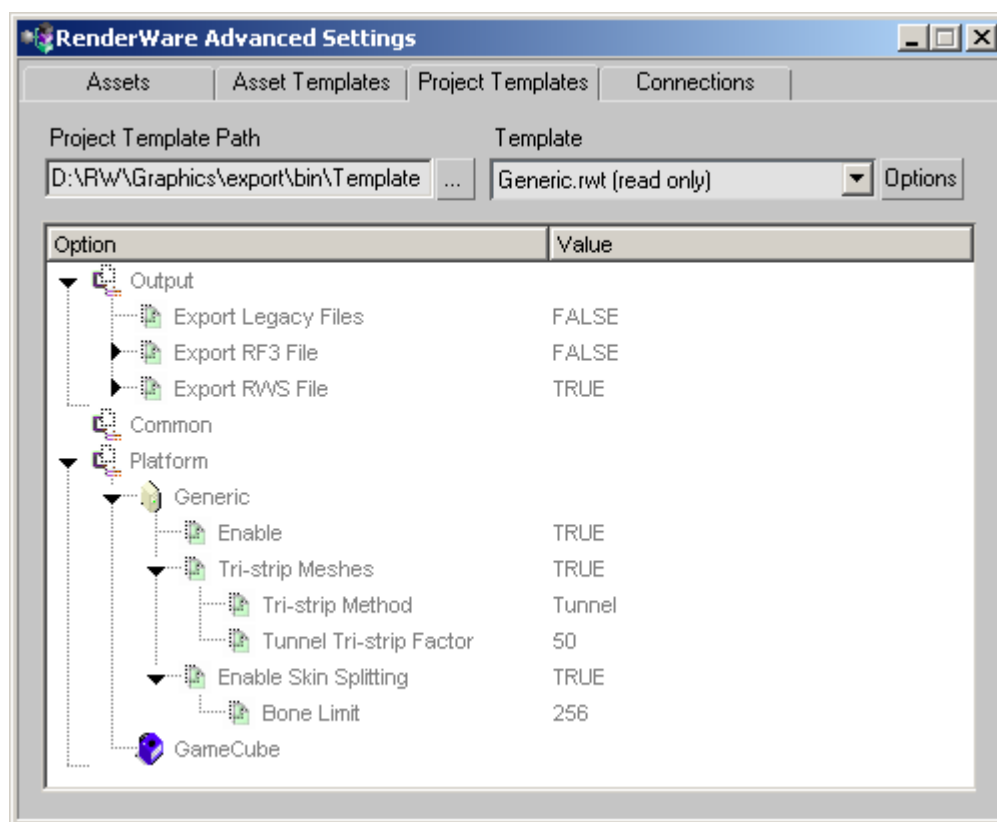 RenderWare Advanced Settings
Assets Asset Templates Project Templates Connections
Project Template Path Template
D:\RW\Graphics\export\bin\Template ... Generic.rwt (read only) Options
Option Value
Output
Export Legacy Files FALSE
Export RF3 File FALSE
Export RWS File TRUE
Common
Platform
Generic
Enable TRUE
Tri-strip Meshes TRUE
Tri-strip Method Tunnel
Tunnel Tri-strip Factor 50
Enable Skin Splitting TRUE
Bone Limit 256
GameCube